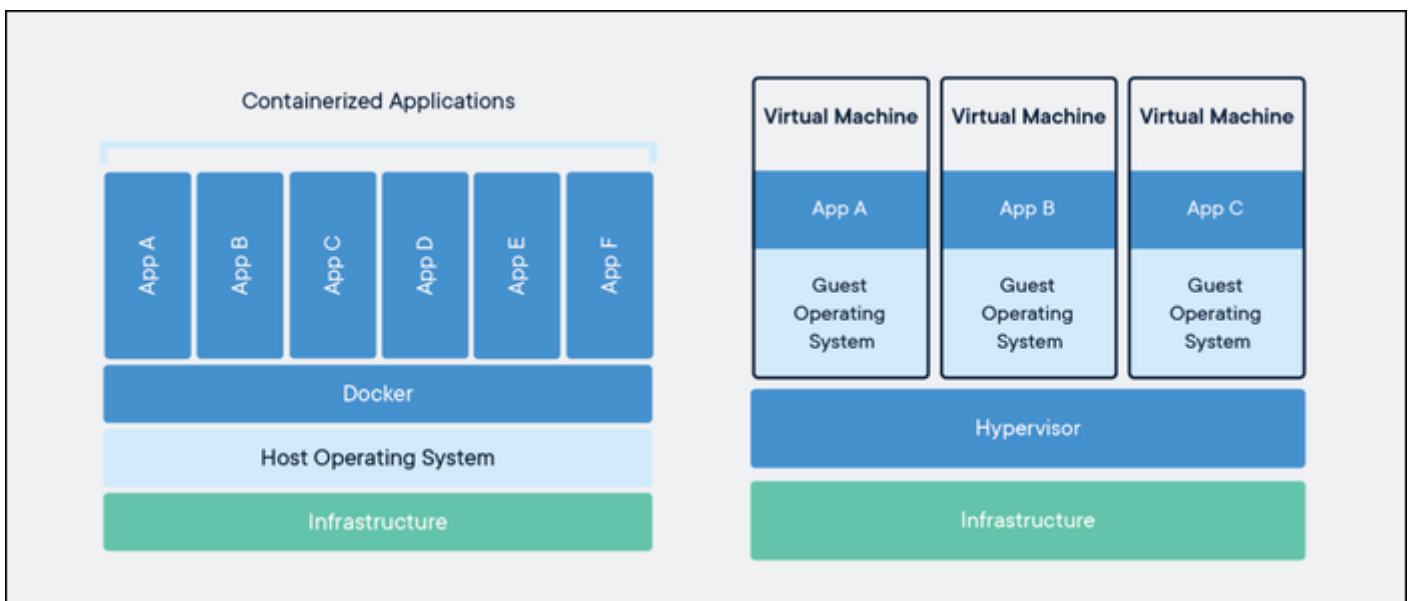 Containerized Applications
App A
App B
App C
App D
App E
App F
Docker
Host Operating System
Infrastructure
Virtual Machine
App A
Guest
Operating
System
Virtual Machine
App B
Guest
Operating
System
Virtual Machine
App C
Guest
Operating
System
Hypervisor
Infrastructure